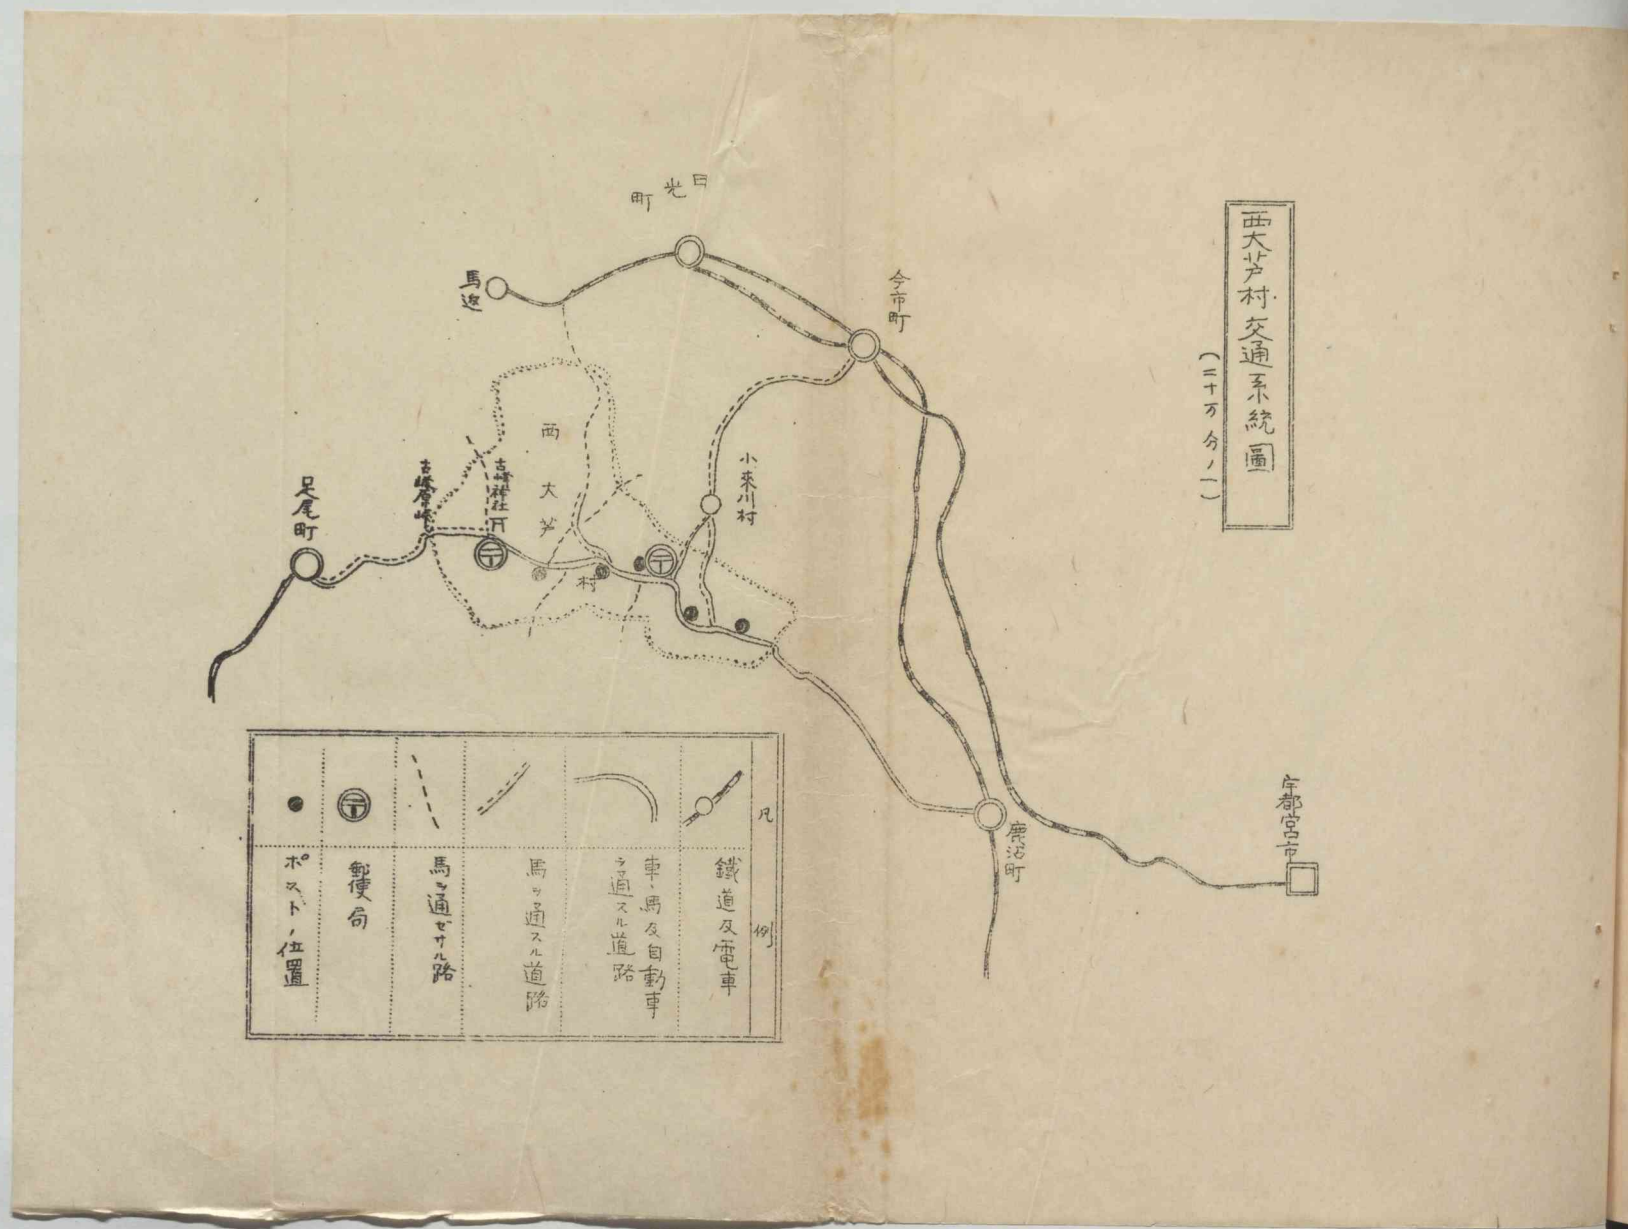 西大芦村交通系統圖
(二十万分ノ一)
日光町
馬返
今市町
小來川村
西大芦村
古峰神社
古峰原峠
足尾町
鹿沼町
宇都宮市
凡例
鐵道及電車
車、馬及自動車
ヲ通スル道路
馬ヲ通スル道路
馬ヲ通ゼサル路
郵便局
ポストノ位置